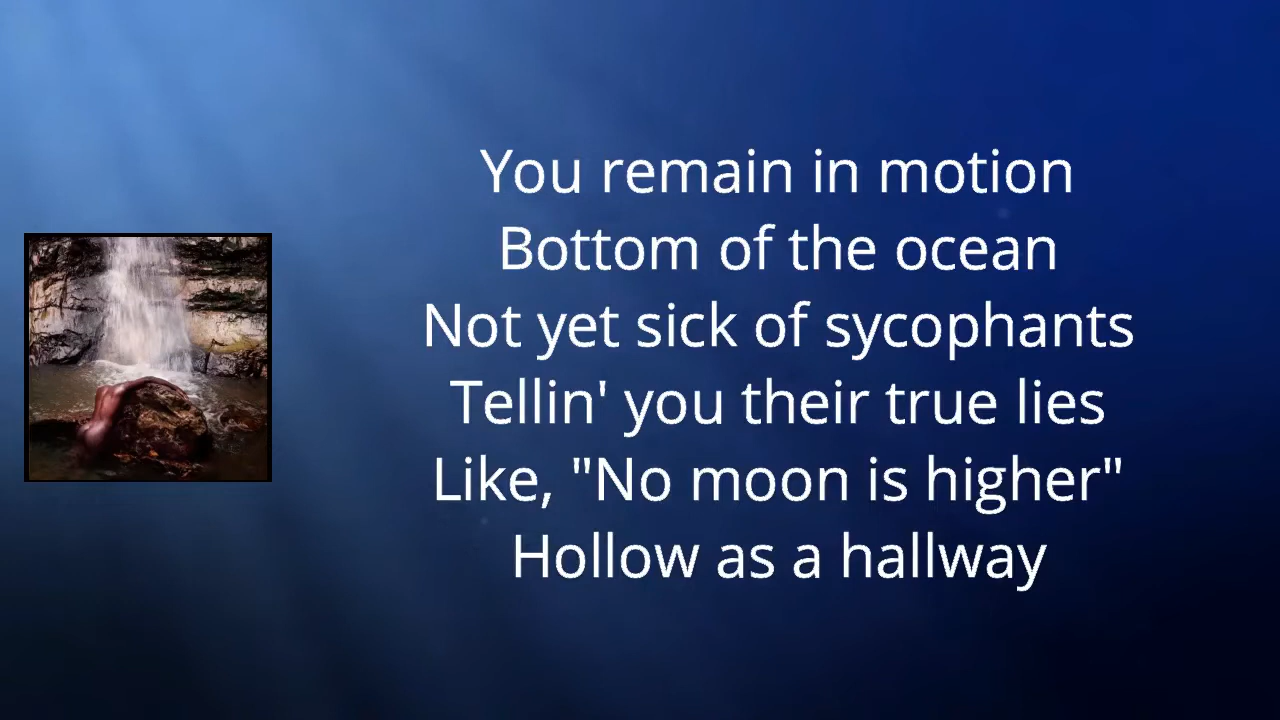 You remain in motion
Bottom of the ocean
Not yet sick of sycophants
Tellin' you their true lies
Like, "No moon is higher"
Hollow as a hallway